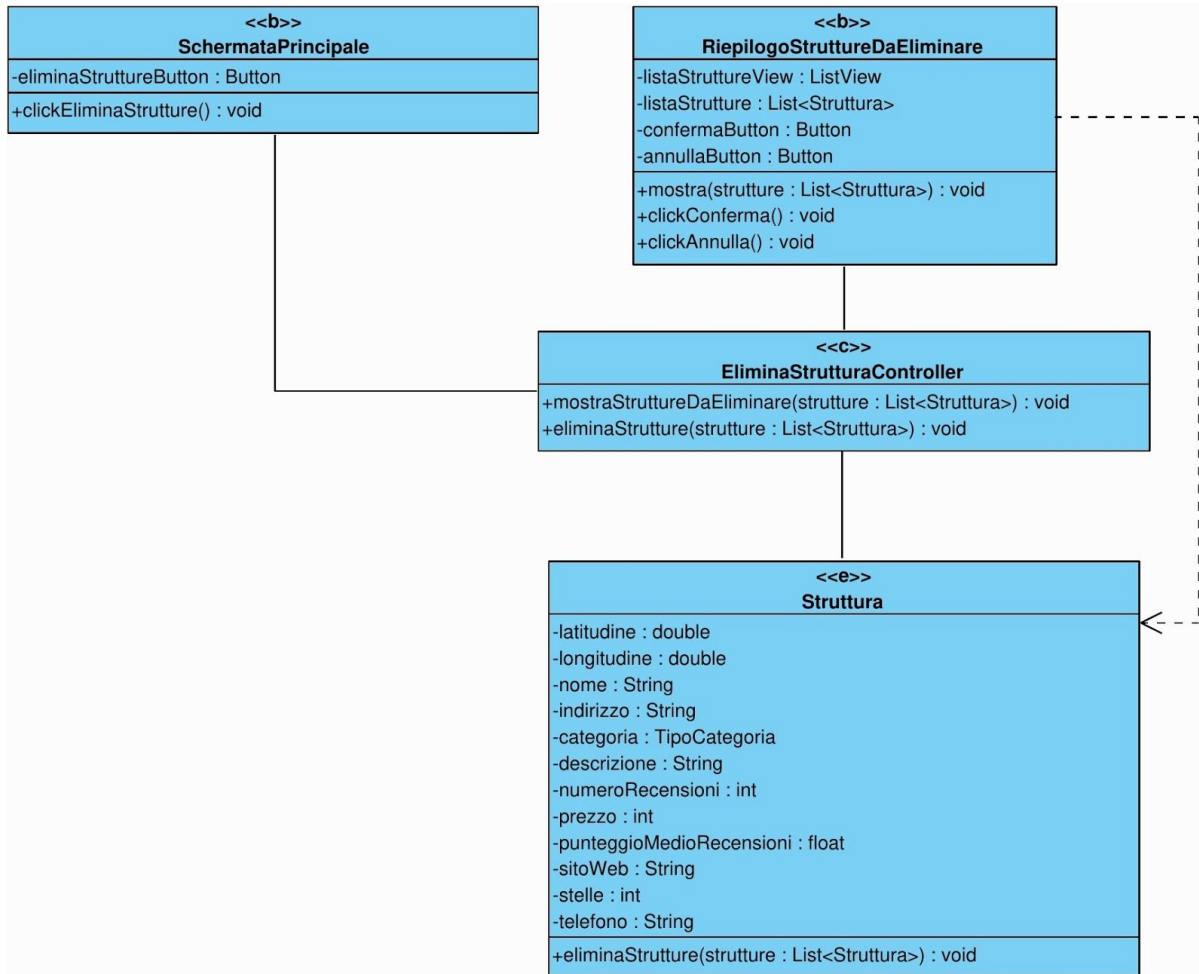 <<b>>
SchermataPrincipale
-eliminaStruttureButton : Button
+clickEliminaStrutture() : void
<<b>>
RiepilogoStruttureDaEliminare
-listaStruttureView : ListView
-listaStrutture : List<Struttura>
-confermaButton : Button
-annullaButton : Button
+mostra(strutture : List<Struttura>) : void
+clickConferma() : void
+clickAnnulla() : void
<<c>>
EliminaStrutturaController
+mostraStruttureDaEliminare(strutture : List<Struttura>) : void
+eliminaStrutture(strutture : List<Struttura>) : void
<<e>>
Struttura
-latitudine : double
-longitudine : double
-nome : String
-indirizzo : String
-categoria : TipoCategoria
-descrizione : String
-numeroRecensioni : int
-prezzo : int
-punteggioMedioRecensioni : float
-sitoWeb : String
-stelle : int
-telefono : String
+eliminaStrutture(strutture : List<Struttura>) : void